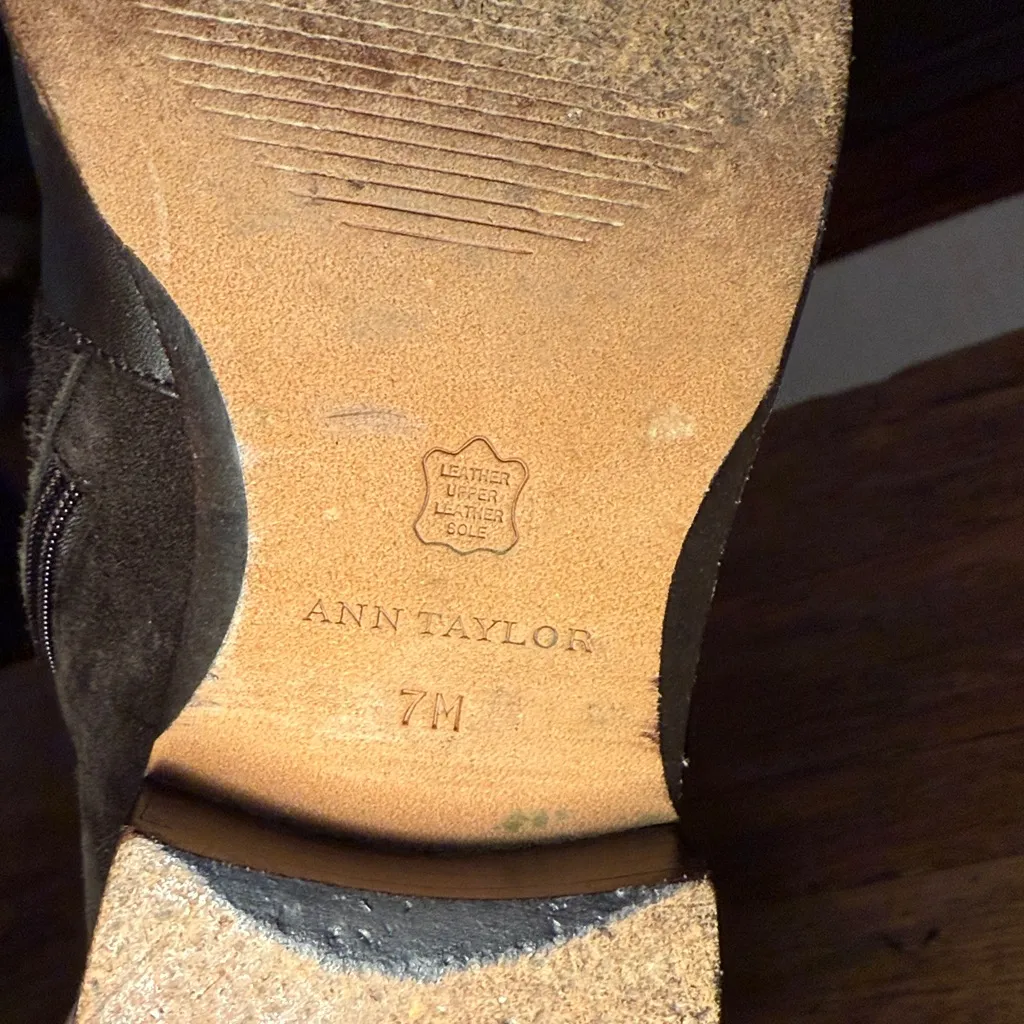 LEATHER
UPPER
LEATHER
SOLE
ANN TAYLOR
7M